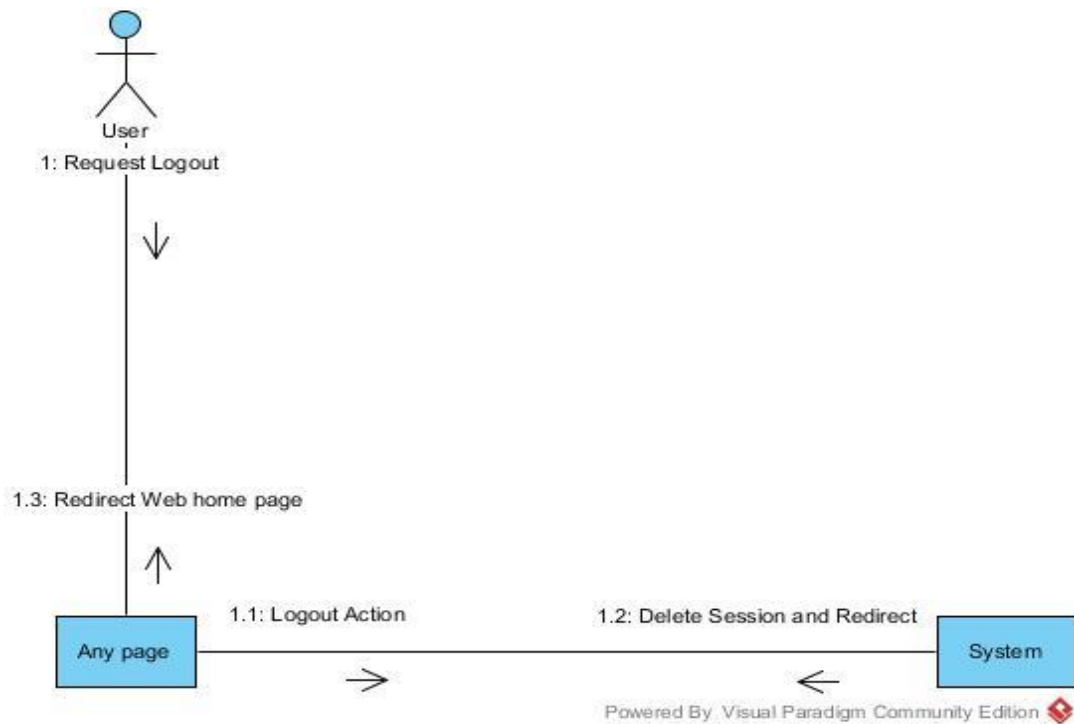 User
1: Request Logout
1.3: Redirect Web home page
1.1: Logout Action
1.2: Delete Session and Redirect
Any page
System
Powered By Visual Paradigm Community Edition